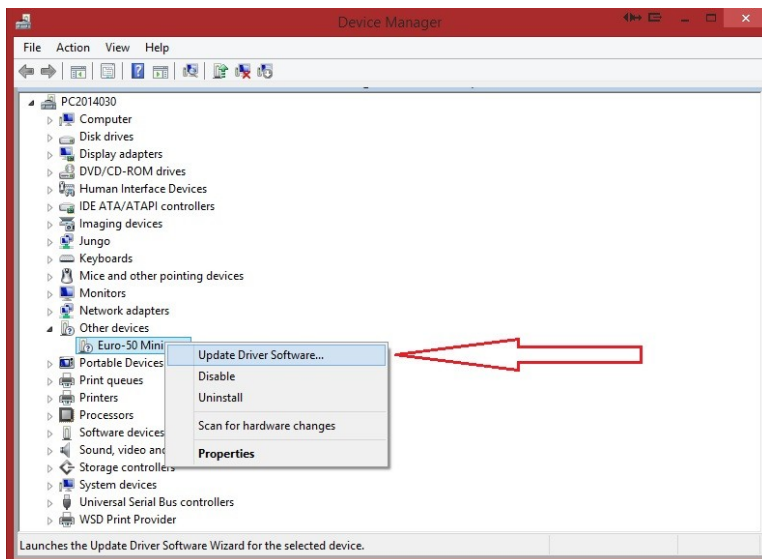 Device Manager
File Action View Help
PC2014030
Computer
Disk drives
Display adapters
DVD/CD-ROM drives
Human Interface Devices
IDE ATA/ATAPI controllers
Imaging devices
Jungo
Keyboards
Mice and other pointing devices
Monitors
Network adapters
Other devices
Euro-50 Mini
Update Driver Software...
Portable Devices
Disable
Print queues
Uninstall
Printers
Processors
Scan for hardware changes
Software devices
Sound, video and
Properties
Storage controllers
System devices
Universal Serial Bus controllers
WSD Print Provider
Launches the Update Driver Software Wizard for the selected device.